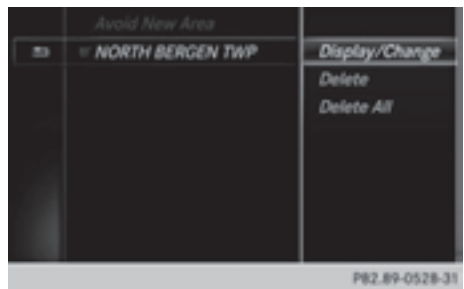 Avoid New Area
NORTH BERGEN TWP
Display/Change
Delete
Delete All
P82.89-0528-31